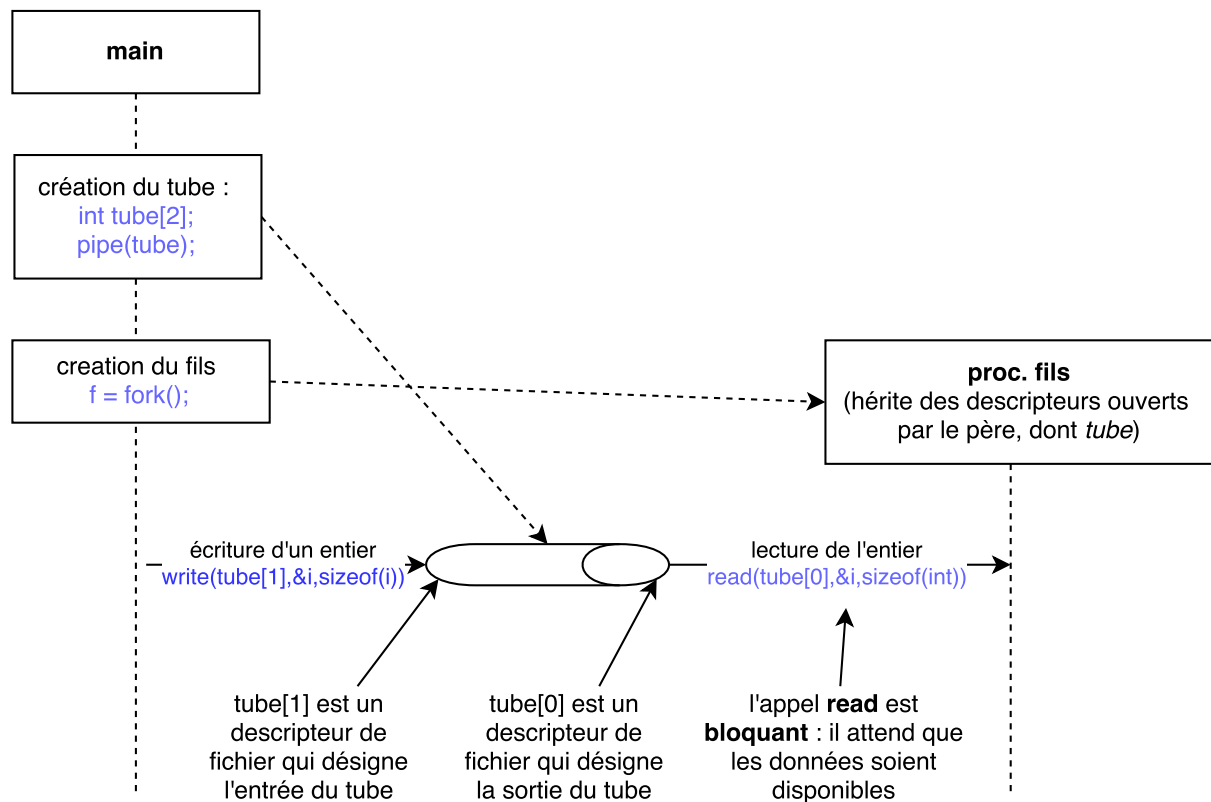 main
création du tube :
int tube[2];
pipe(tube);
creation du fils
f = fork();
proc. fils
(hérite des descripteurs ouverts
par le père, dont tube)
écriture d'un entier
write(tube[1],&i,sizeof(i))
lecture de l'entier
read(tube[0],&i,sizeof(int))
tube[1] est un
descripteur de
fichier qui désigne
l'entrée du tube
tube[0] est un
descripteur de
fichier qui désigne
la sortie du tube
l'appel read est
bloquant : il attend que
les données soient
disponibles